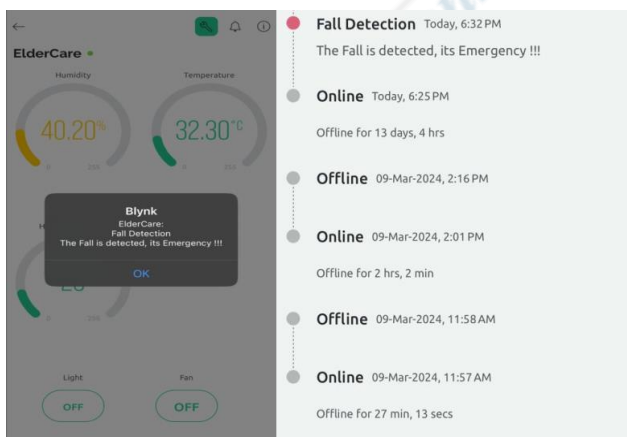 ElderCare
Humidity
Temperature
40.20%
32.30°C
0
Blynk
ElderCare:
Fall Detection
The Fall is detected, its Emergency !!!
OK
Light
Fan
OFF
OFF
Fall Detection Today, 6:32 PM
The Fall is detected, its Emergency !!!
Online Today, 6:25 PM
Offline for 13 days, 4 hrs
Offline 09-Mar-2024, 2:16 PM
Online 09-Mar-2024, 2:01 PM
Offline for 2 hrs, 2 min
Offline 09-Mar-2024, 11:58 AM
Online 09-Mar-2024, 11:57 AM
Offline for 27 min, 13 secs